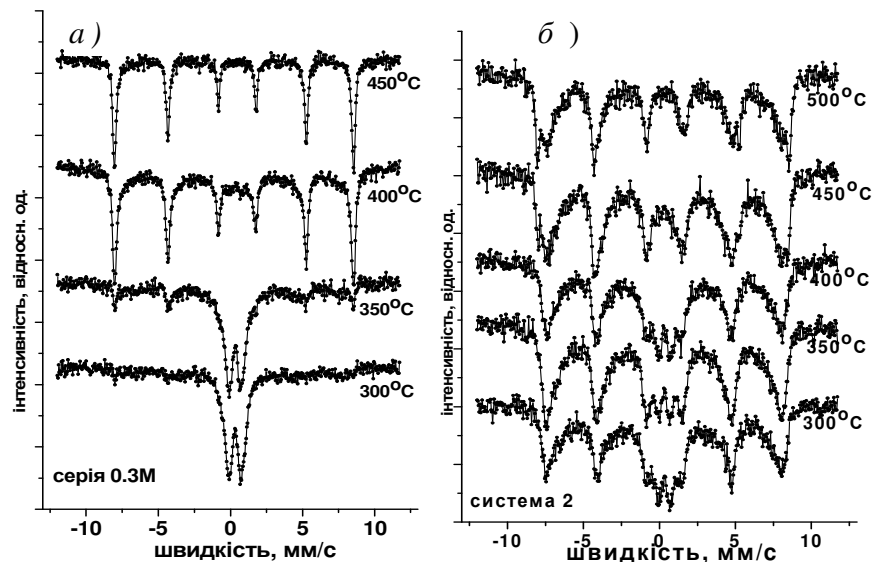 а)
450°C
400°C
350°C
300°C
серія 0.3М
-10 -5 0 5 10
швидкість, мм/с
інтенсивність, відносн. од.
б)
500°C
450°C
400°C
350°C
300°C
система 2
-10 -5 0 5 10
швидкість, мм/с
інтенсивність, відносн. од.